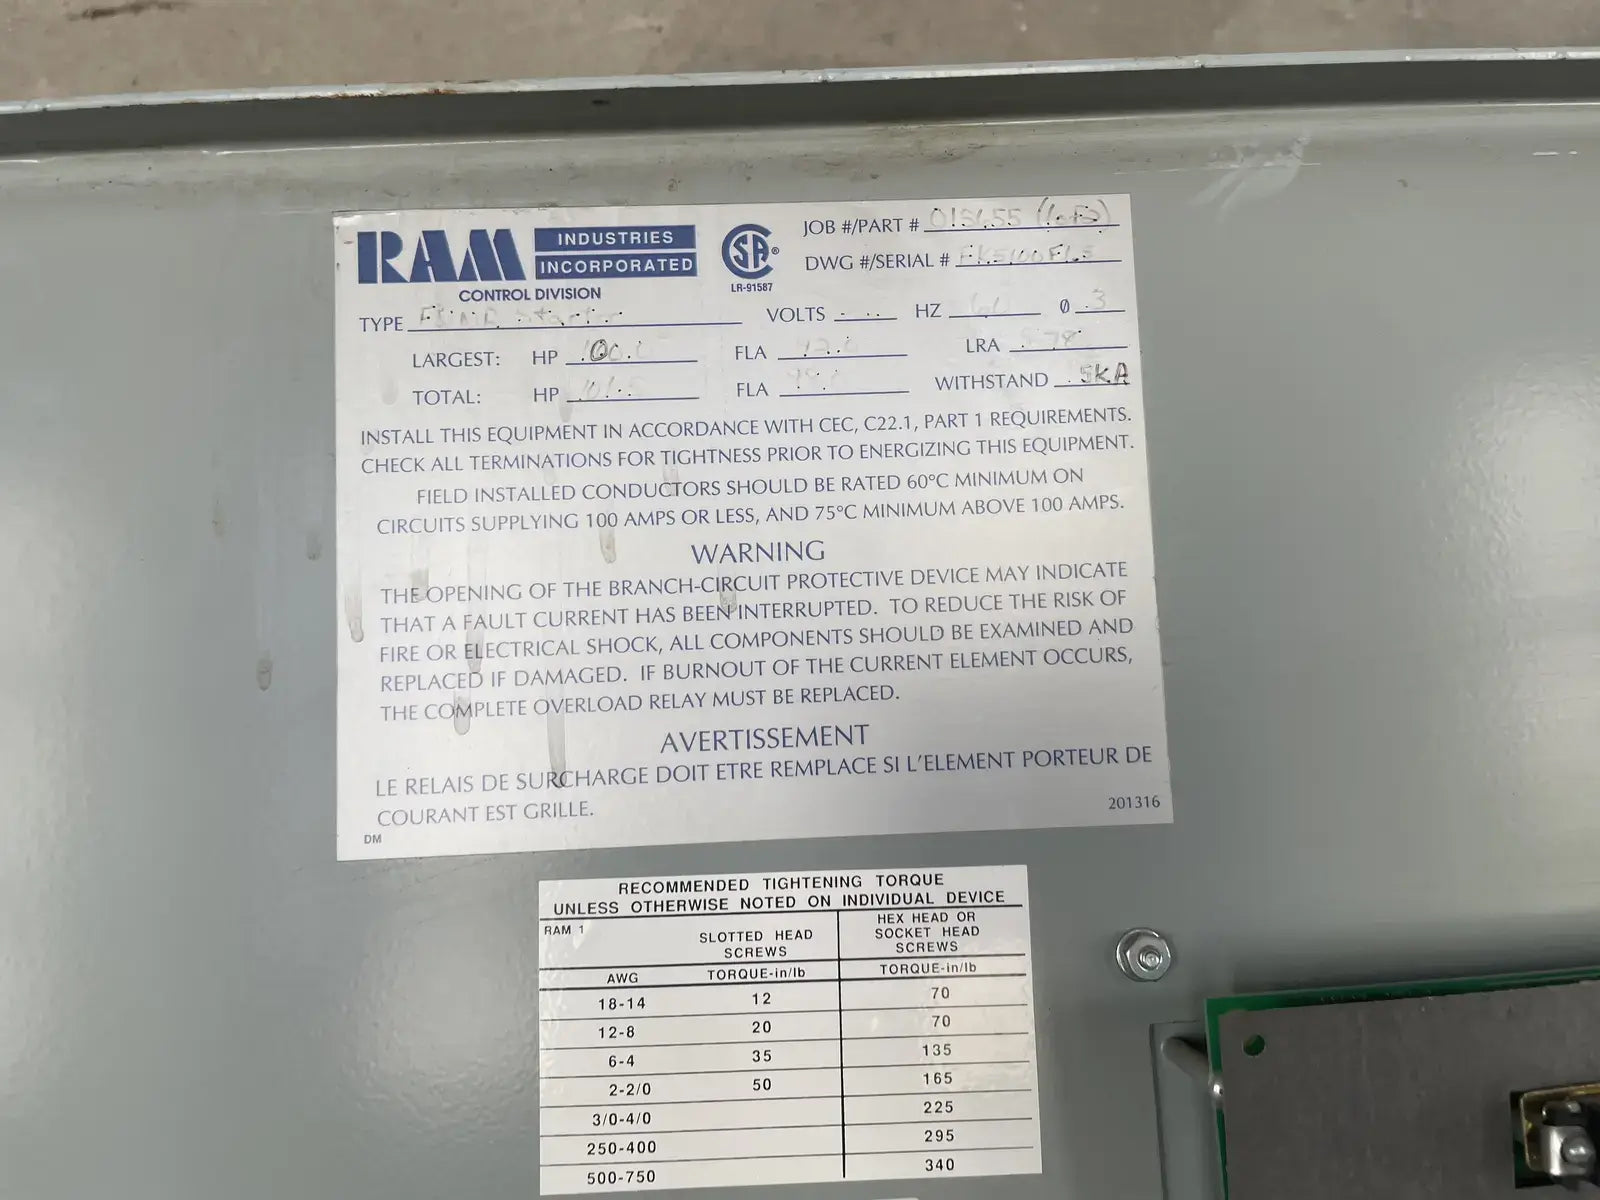 RAM INDUSTRIES INCORPORATED
CONTROL DIVISION
SA ®
LR-91587
JOB #/PART # 015655
DWG #/SERIAL #
TYPE Starter VOLTS HZ 60 Ø 3
LARGEST: HP 100. FLA LRA
TOTAL: HP FLA WITHSTAND 5KA
INSTALL THIS EQUIPMENT IN ACCORDANCE WITH CEC, C22.1, PART 1 REQUIREMENTS.
CHECK ALL TERMINATIONS FOR TIGHTNESS PRIOR TO ENERGIZING THIS EQUIPMENT.
FIELD INSTALLED CONDUCTORS SHOULD BE RATED 60°C MINIMUM ON
CIRCUITS SUPPLYING 100 AMPS OR LESS, AND 75°C MINIMUM ABOVE 100 AMPS.
WARNING
THE OPENING OF THE BRANCH-CIRCUIT PROTECTIVE DEVICE MAY INDICATE
THAT A FAULT CURRENT HAS BEEN INTERRUPTED. TO REDUCE THE RISK OF
FIRE OR ELECTRICAL SHOCK, ALL COMPONENTS SHOULD BE EXAMINED AND
REPLACED IF DAMAGED. IF BURNOUT OF THE CURRENT ELEMENT OCCURS,
THE COMPLETE OVERLOAD RELAY MUST BE REPLACED.
AVERTISSEMENT
LE RELAIS DE SURCHARGE DOIT ETRE REMPLACE SI L'ELEMENT PORTEUR DE
COURANT EST GRILLE.
DM 201316
RECOMMENDED TIGHTENING TORQUE
UNLESS OTHERWISE NOTED ON INDIVIDUAL DEVICE
RAM 1
SLOTTED HEAD SCREWS
HEX HEAD OR SOCKET HEAD SCREWS
AWG TORQUE-in/lb TORQUE-in/lb
18-14 12 70
12-8 20 70
6-4 35 135
2-2/0 50 165
3/0-4/0 225
250-400 295
500-750 340